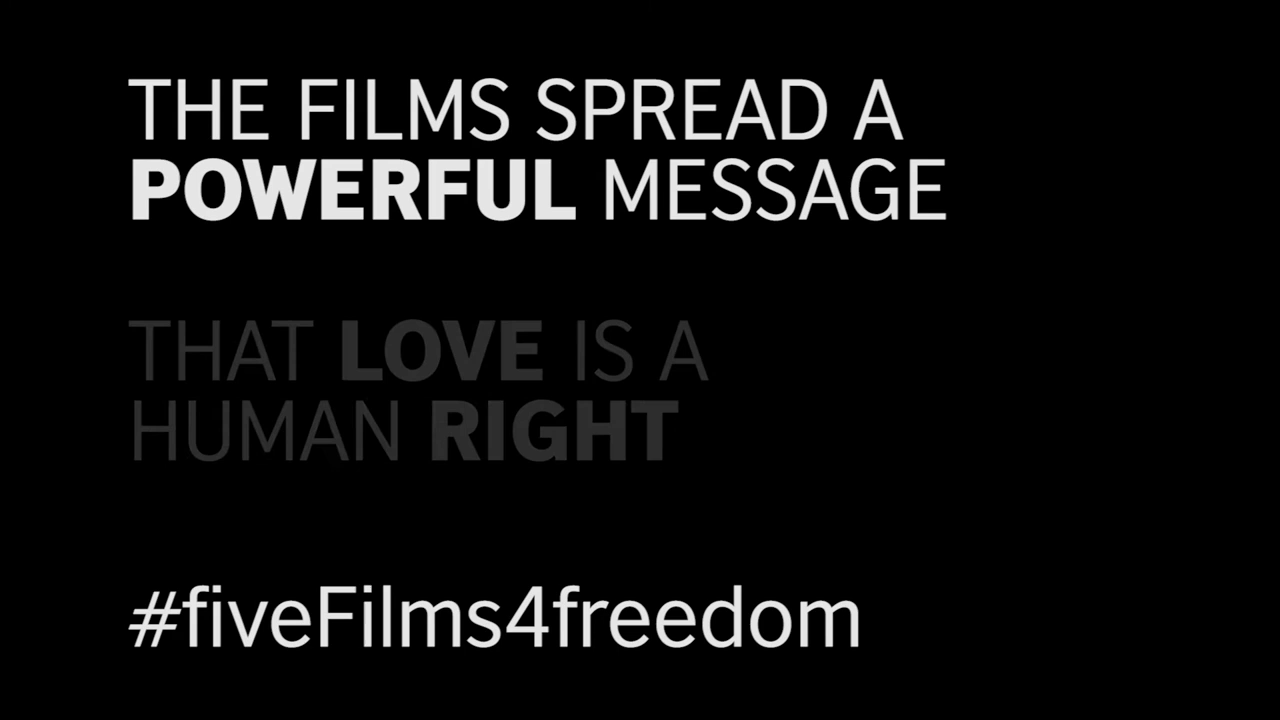 THE FILMS SPREAD A
POWERFUL MESSAGE
THAT LOVE IS A
HUMAN RIGHT
#fiveFilms4freedom